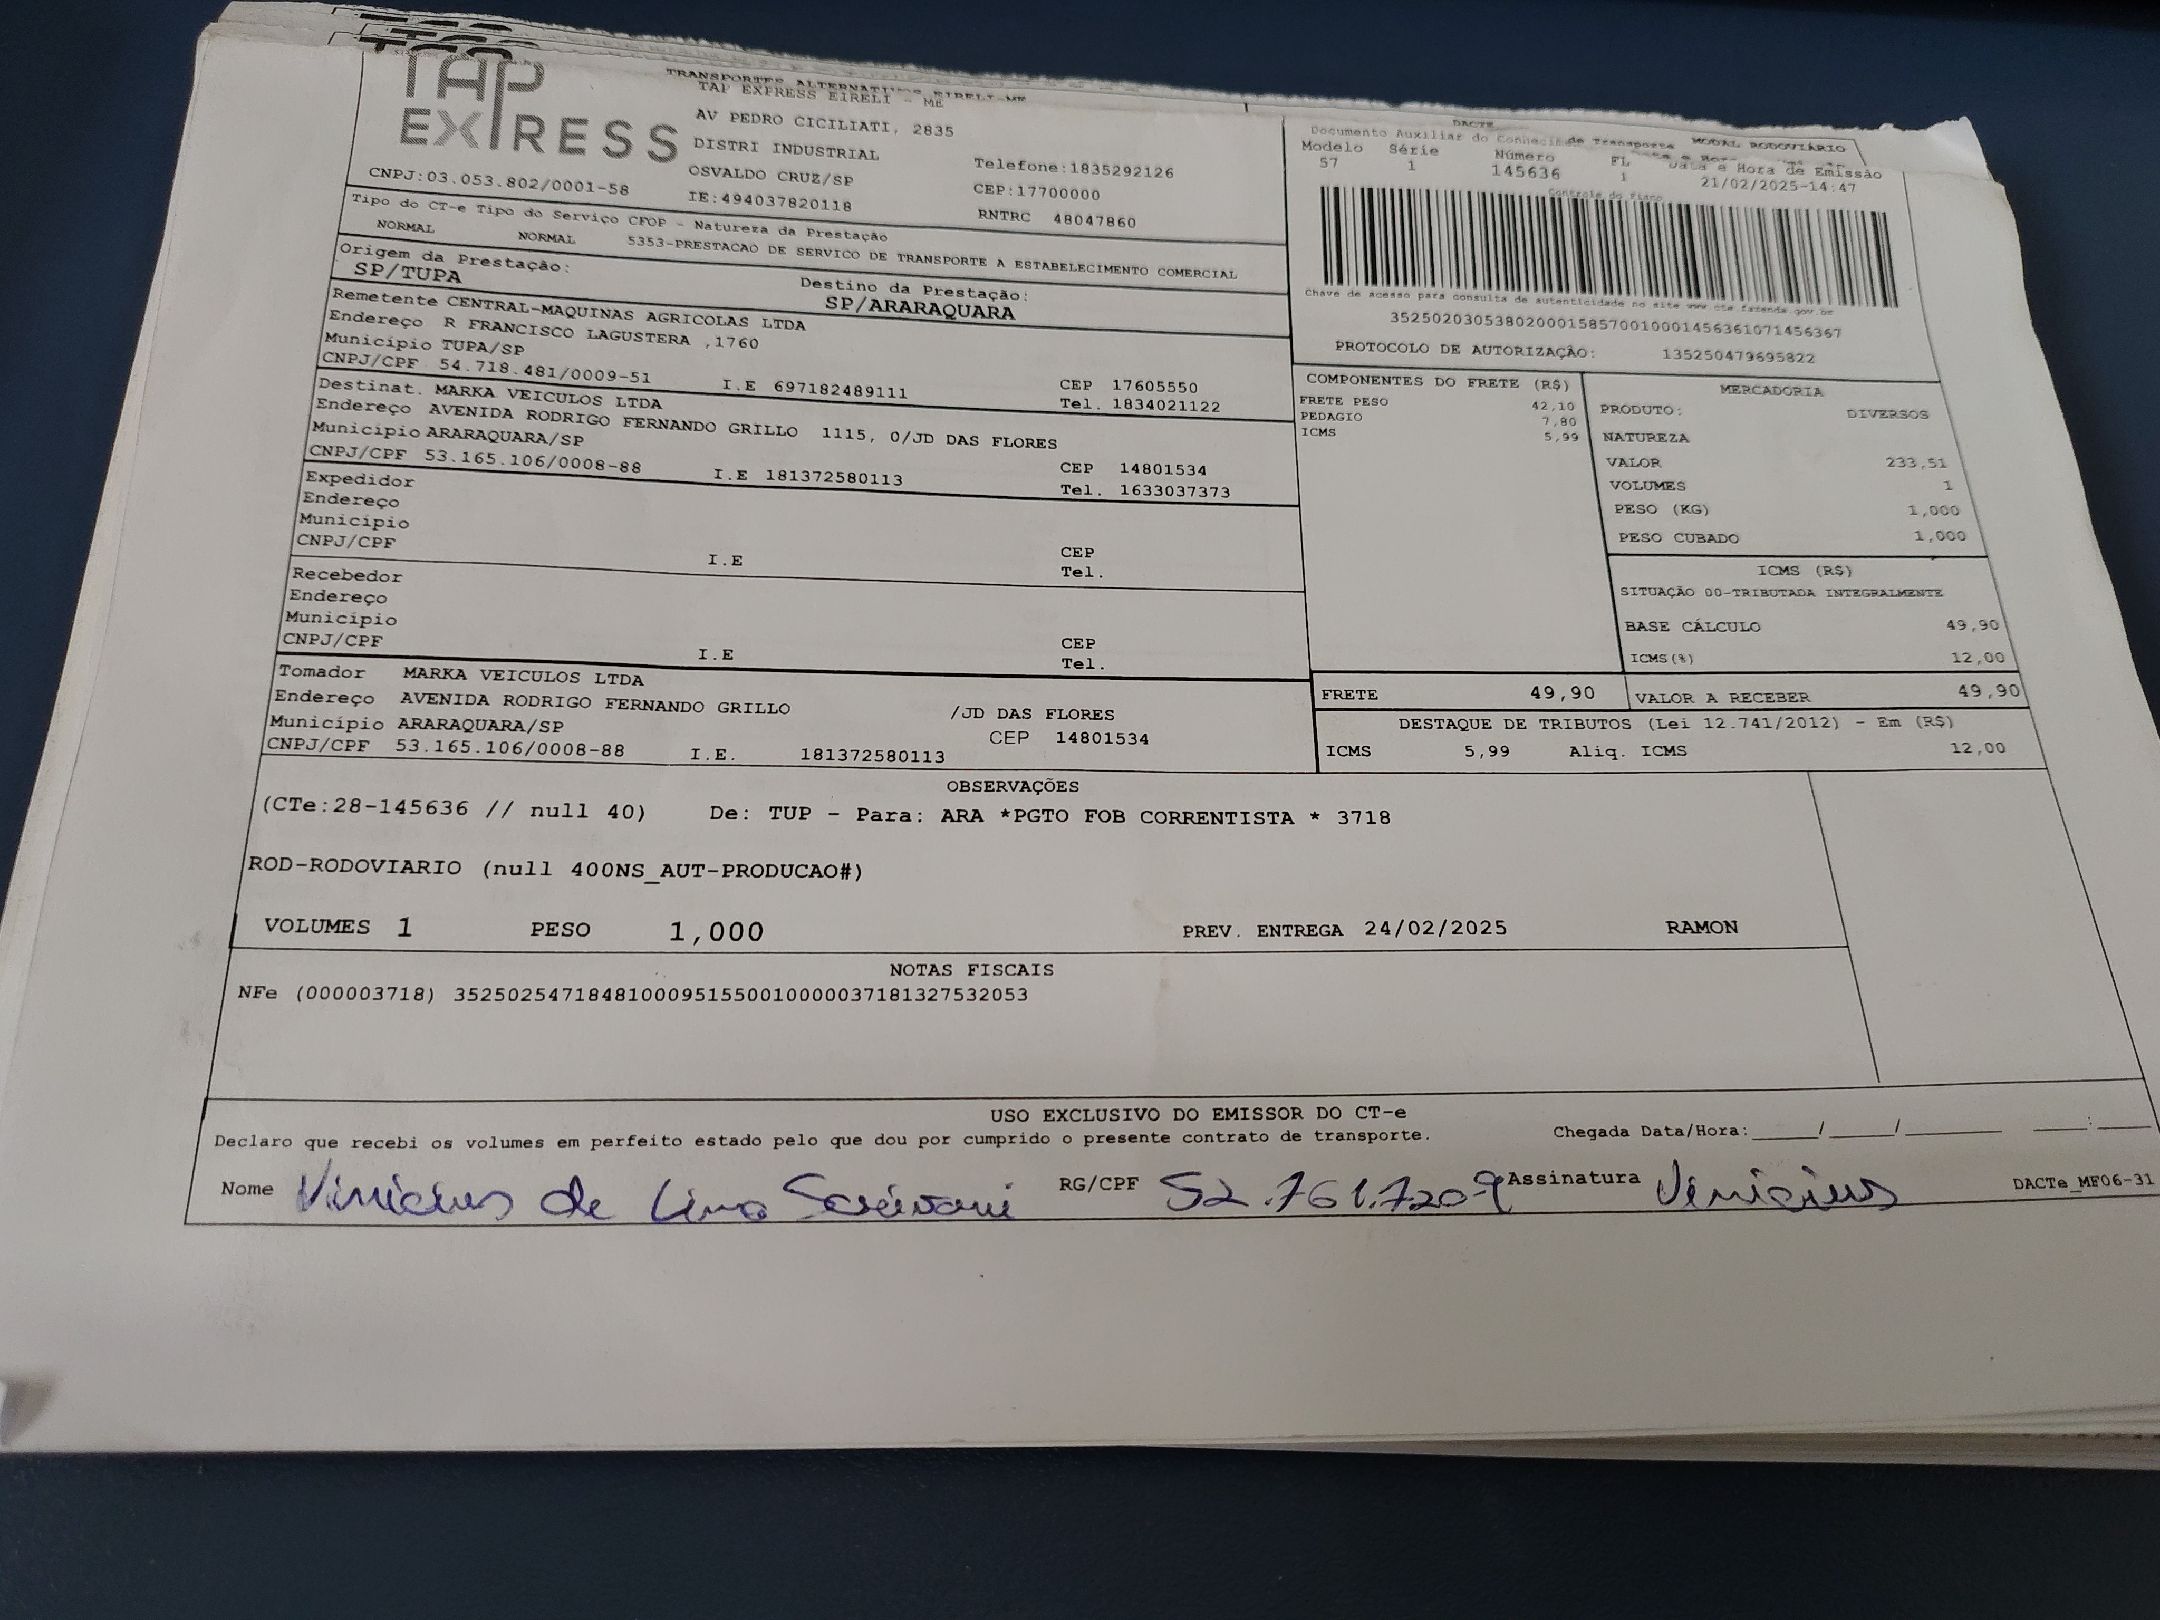 TAP EXPRESS
TRANSPORTES ALTERNATIVOS EIRELI-ME
TAP EXPRESS EIRELI - ME
AV PEDRO CICILIATI, 2835
DISTRI INDUSTRIAL
Telefone:1835292126
CNPJ:03.053.802/0001-58
OSVALDO CRUZ/SP
CEP:17700000
IE:494037820118
RNTRC 48047860
DACTE
Documento Auxiliar do Conhecim de Transporte MODAL RODOVIÁRIO
Modelo Série Número FL Data e Hora de Emissão
57 1 145636 1 21/02/2025-14:47
Controle do Fisco
Chave de acesso para consulta de autenticidade no site www.cte.fazenda.gov.br
35250203053802000158570010001456361071456367
PROTOCOLO DE AUTORIZAÇÃO: 135250479695822
Tipo do CT-e Tipo do Serviço CFOP - Natureza da Prestação
NORMAL NORMAL 5353-PRESTACAO DE SERVICO DE TRANSPORTE A ESTABELECIMENTO COMERCIAL
Origem da Prestação: Destino da Prestação:
SP/TUPA SP/ARARAQUARA
Remetente CENTRAL-MAQUINAS AGRICOLAS LTDA
Endereço R FRANCISCO LAGUSTERA ,1760
Município TUPA/SP CEP 17605550
CNPJ/CPF 54.718.481/0009-51 I.E 697182489111 Tel. 1834021122
Destinat. MARKA VEICULOS LTDA
Endereço AVENIDA RODRIGO FERNANDO GRILLO 1115, 0/JD DAS FLORES
Município ARARAQUARA/SP CEP 14801534
CNPJ/CPF 53.165.106/0008-88 I.E 181372580113 Tel. 1633037373
Expedidor
Endereço
Município CEP
CNPJ/CPF I.E Tel.
Recebedor
Endereço
Município CEP
CNPJ/CPF I.E Tel.
Tomador MARKA VEICULOS LTDA
Endereço AVENIDA RODRIGO FERNANDO GRILLO /JD DAS FLORES
Município ARARAQUARA/SP CEP 14801534
CNPJ/CPF 53.165.106/0008-88 I.E. 181372580113
COMPONENTES DO FRETE (R$)
FRETE PESO 42,10
PEDAGIO 7,80
ICMS 5,99
MERCADORIA
PRODUTO: DIVERSOS
NATUREZA
VALOR 233,51
VOLUMES 1
PESO (KG) 1,000
PESO CUBADO 1,000
ICMS (R$)
SITUAÇÃO 00-TRIBUTADA INTEGRALMENTE
BASE CÁLCULO 49,90
ICMS(%) 12,00
FRETE 49,90 VALOR A RECEBER 49,90
DESTAQUE DE TRIBUTOS (Lei 12.741/2012) - Em (R$)
ICMS 5,99 Aliq. ICMS 12,00
OBSERVAÇÕES
(CTe:28-145636 // null 40) De: TUP - Para: ARA *PGTO FOB CORRENTISTA * 3718
ROD-RODOVIARIO (null 400NS_AUT-PRODUCAO#)
VOLUMES 1 PESO 1,000 PREV. ENTREGA 24/02/2025 RAMON
NOTAS FISCAIS
NFe (000003718) 35250254718481000951550010000037181327532053
USO EXCLUSIVO DO EMISSOR DO CT-e
Declaro que recebi os volumes em perfeito estado pelo que dou por cumprido o presente contrato de transporte. Chegada Data/Hora:_____/_____/________ ____:____
Nome Vinicius de Lima RG/CPF 52.761.720-9 Assinatura Vinicius DACTe_MF06-31